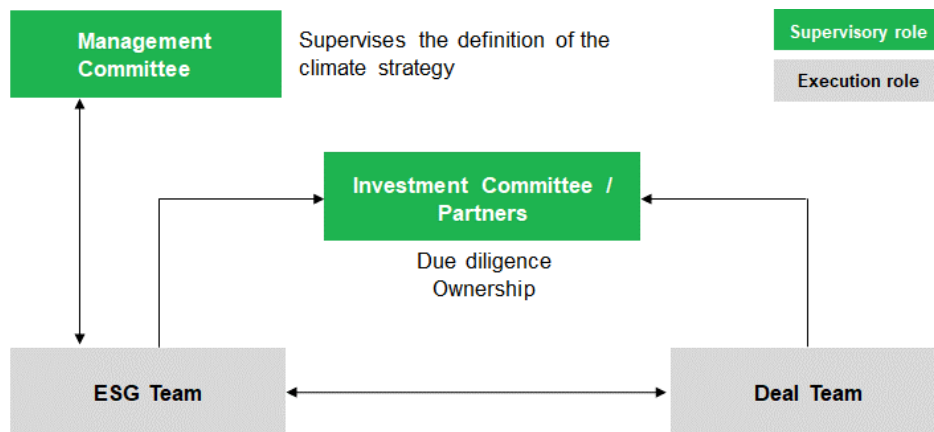 Management
Committee
Supervises the definition of the
climate strategy
Supervisory role
Execution role
Investment Committee /
Partners
Due diligence
Ownership
ESG Team
Deal Team